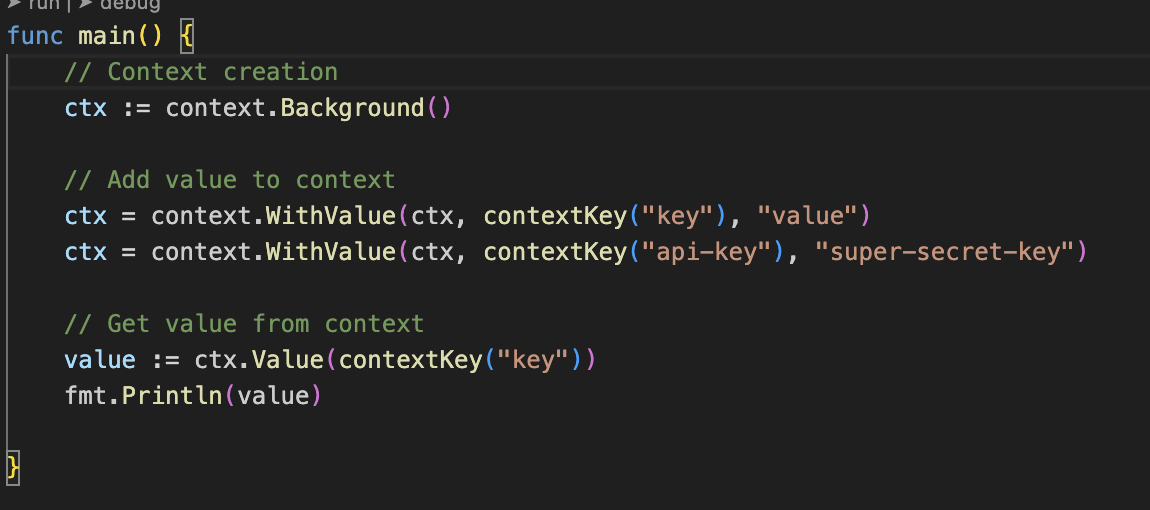 run | debug
func main() {
// Context creation
ctx := context.Background()
// Add value to context
ctx = context.WithValue(ctx, contextKey("key"), "value")
ctx = context.WithValue(ctx, contextKey("api-key"), "super-secret-key")
// Get value from context
value := ctx.Value(contextKey("key"))
fmt.Println(value)
}